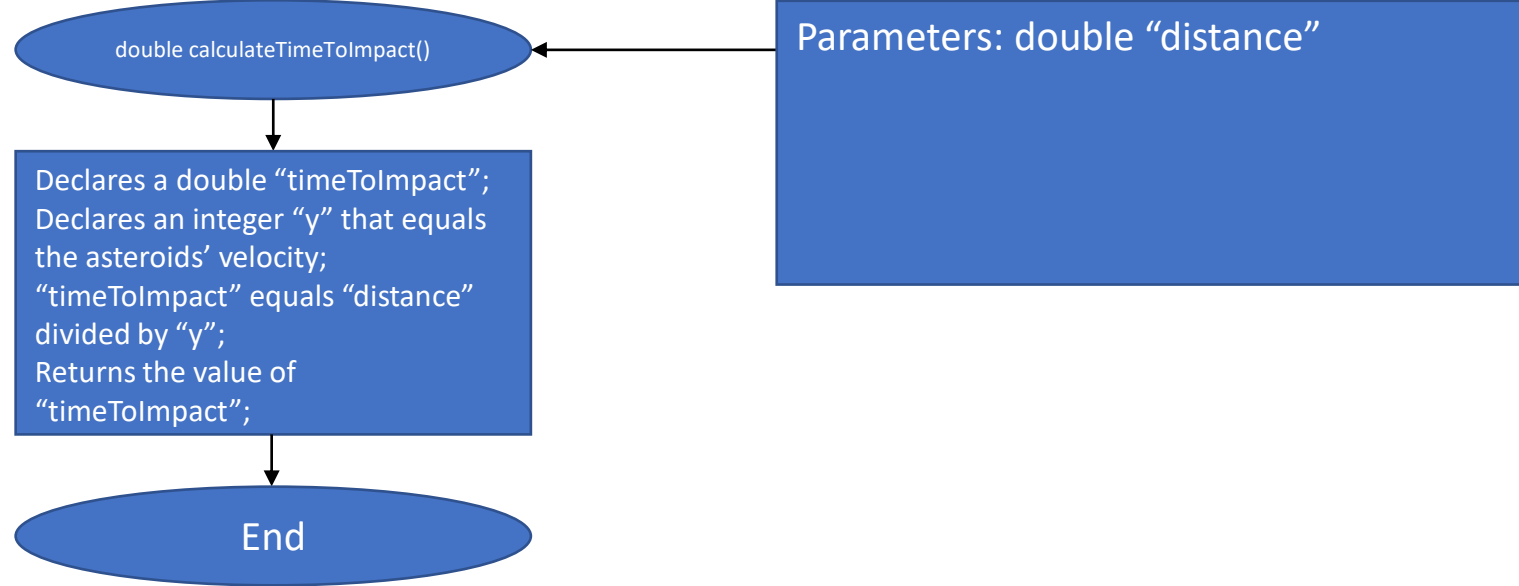 double calculateTimeToImpact()
Parameters: double “distance”
Declares a double “timeToImpact”;
Declares an integer “y” that equals
the asteroids’ velocity;
“timeToImpact” equals “distance”
divided by “y”;
Returns the value of
“timeToImpact”;
End